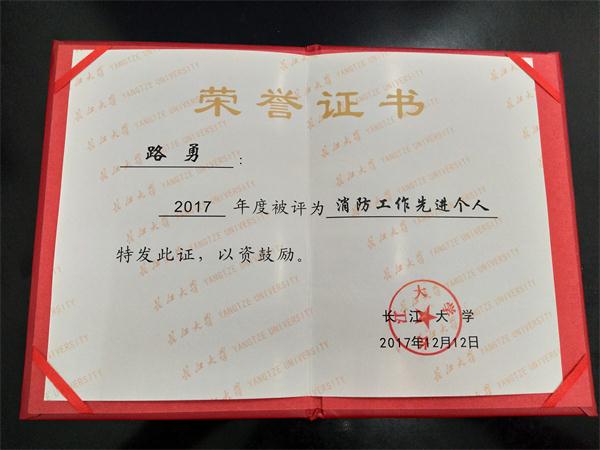 荣誉证书
路勇：
2017 年度被评为 消防工作先进个人
特发此证，以资鼓励。
长江大学
2017年12月12日